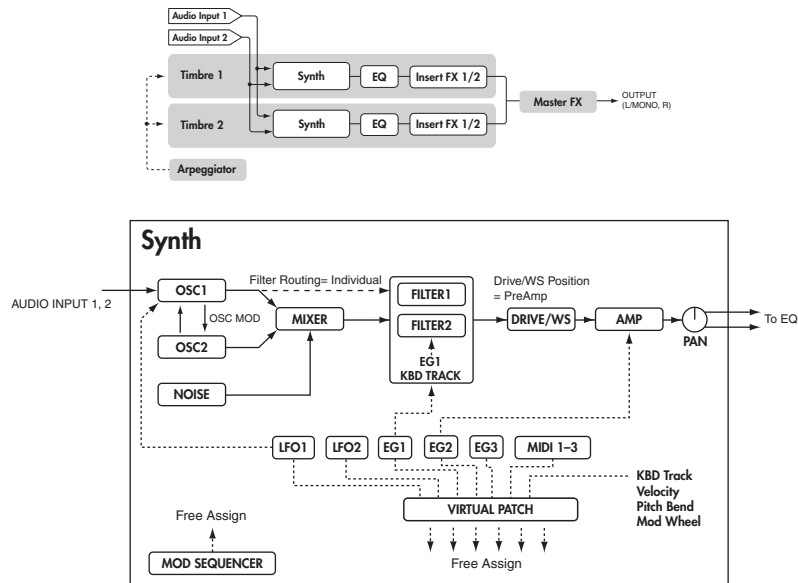 Audio Input 1
Audio Input 2
Timbre 1
Synth
EQ
Insert FX 1/2
Timbre 2
Synth
EQ
Insert FX 1/2
Master FX
OUTPUT
(L/MONO, R)
Arpeggiator
Synth
AUDIO INPUT 1, 2
OSC1
Filter Routing= Individual
OSC MOD
OSC2
MIXER
NOISE
FILTER1
FILTER2
EG1
KBD TRACK
Drive/WS Position
= PreAmp
DRIVE/WS
AMP
PAN
To EQ
LFO1
LFO2
EG1
EG2
EG3
MIDI 1–3
KBD Track
Velocity
Pitch Bend
Mod Wheel
VIRTUAL PATCH
Free Assign
Free Assign
MOD SEQUENCER